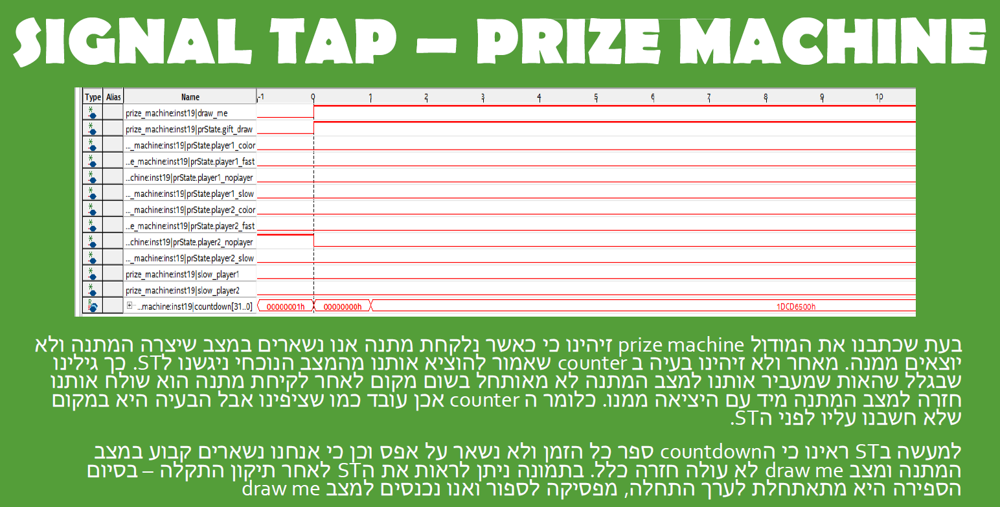 SIGNAL TAP – PRIZE MACHINE
Type Alias Name -1 0 1 2 3 4 5 6 7 8 9 10
prize_machine:inst19|draw_me
prize_machine:inst19|prState.gift_draw
..._machine:inst19|prState.player1_color
...e_machine:inst19|prState.player1_fast
...chine:inst19|prState.player1_noplayer
..._machine:inst19|prState.player1_slow
..._machine:inst19|prState.player2_color
...e_machine:inst19|prState.player2_fast
...chine:inst19|prState.player2_noplayer
..._machine:inst19|prState.player2_slow
prize_machine:inst19|slow_player1
prize_machine:inst19|slow_player2
...machine:inst19|countdown[31..0] 00000001h 00000000h 1DCD6500h
בעת שכתבנו את המודול prize machine זיהינו כי כאשר נלקחת מתנה אנו נשארים במצב שיצרה המתנה ולא
יוצאים ממנה. מאחר ולא זיהינו בעיה ב counter שאמור להוציא אותנו מהמצב הנוכחי ניגשנו לST. כך גילינו
שבגלל שהאות שמעביר אותנו למצב המתנה לא מאותחל בשום מקום לאחר לקיחת מתנה הוא שולח אותנו
חזרה למצב המתנה מיד עם היציאה ממנו. כלומר ה counter אכן עובד כמו שציפינו אבל הבעיה היא במקום
שלא חשבנו עליו לפני הST.
למעשה בST ראינו כי הcountdown ספר כל הזמן ולא נשאר על אפס וכן כי אנחנו נשארים קבוע במצב
המתנה ומצב draw me לא עולה חזרה כלל. בתמונה ניתן לראות את הST לאחר תיקון התקלה – בסיום
הספירה היא מתאתחלת לערך התחלה, מפסיקה לספור ואנו נכנסים למצב draw me